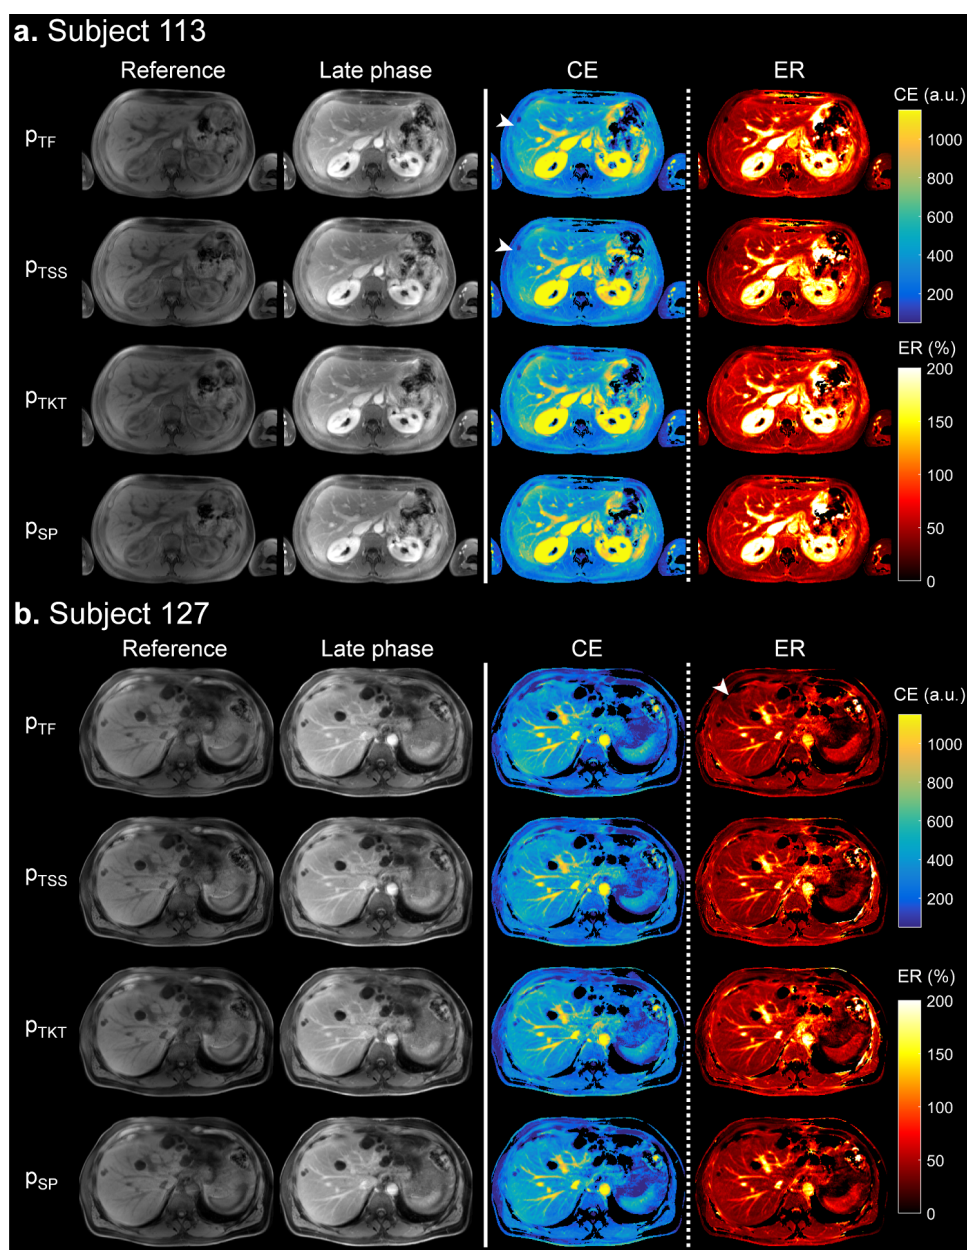 a. Subject 113
Reference Late phase CE ER
CE (a.u.)
pTF
1000
800
600
400
200
pTSS
ER (%)
pTKT
200
150
100
50
0
pSP
b. Subject 127
Reference Late phase CE ER
CE (a.u.)
pTF
1000
800
600
400
200
pTSS
ER (%)
pTKT
200
150
100
50
0
pSP